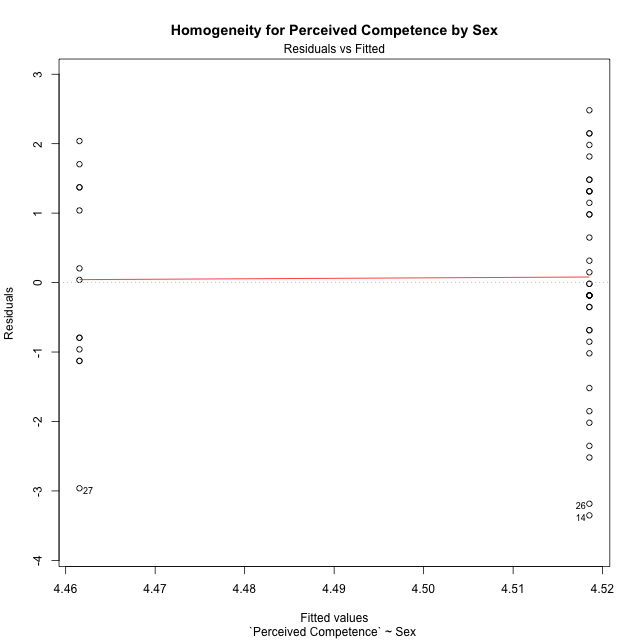 Homogeneity for Perceived Competence by Sex
Residuals vs Fitted
3
2
1
0
-1
-2
-3
-4
Residuals
27
26
14
4.46 4.47 4.48 4.49 4.50 4.51 4.52
Fitted values
`Perceived Competence` ~ Sex